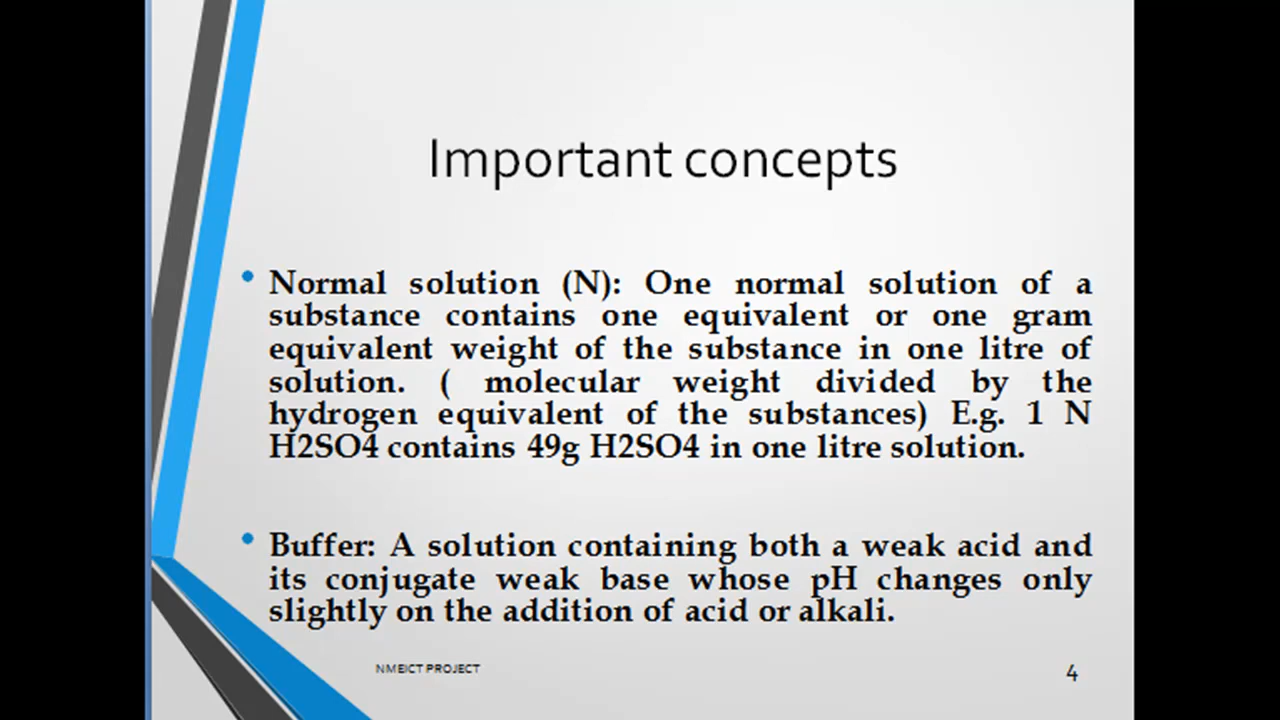 Important concepts
• Normal solution (N): One normal solution of a
substance contains one equivalent or one gram
equivalent weight of the substance in one litre of
solution. ( molecular weight divided by the
hydrogen equivalent of the substances) E.g. 1 N
H2SO4 contains 49g H2SO4 in one litre solution.
• Buffer: A solution containing both a weak acid and
its conjugate weak base whose pH changes only
slightly on the addition of acid or alkali.
NMEICT PROJECT
4